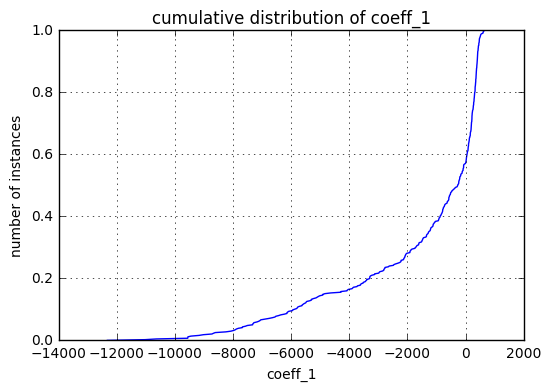 cumulative distribution of coeff_1
1.0
0.8
0.6
0.4
0.2
0.0
number of instances
−14000 −12000 −10000 −8000 −6000 −4000 −2000 0 2000
coeff_1